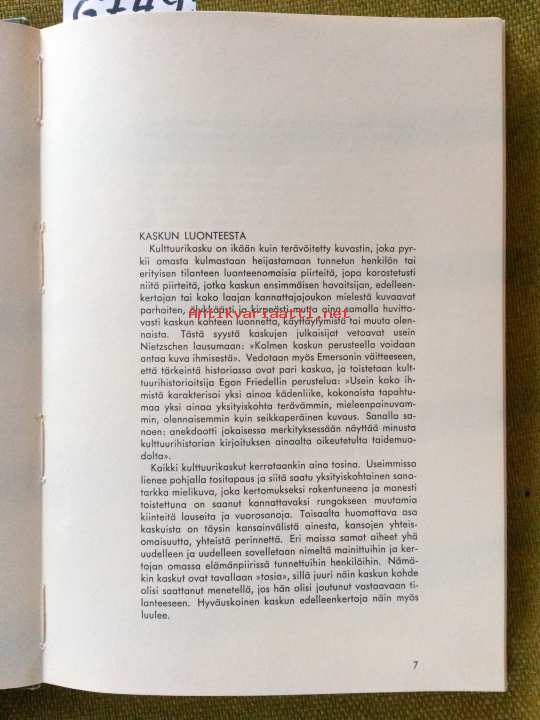 6749
KASKUN LUONTEESTA
Kulttuurikasku on ikään kuin terävöitetty kuvastin, joka pyr-
kii omasta kulmastaan heijastamaan tunnetun henkilön tai
erityisen tilanteen luonteenomaisia piirteitä, jopa korostetusti
niitä piirteitä, jotka kaskun ensimmäisen havaitsijan, edelleen-
kertojan tai koko laajan kannattajajoukon mielestä kuvaavat
parhaiten, älykkäästi ja kirpeästi mutta aina samalla huvitta-
Antikvariaatti.net
vasti kaskun kohteen luonnetta, käyttäytymistä tai muuta olen-
naista. Tästä syystä kaskujen julkaisijat vetoavat usein
Nietzschen lausumaan: »Kolmen kaskun perusteella voidaan
antaa kuva ihmisestä». Vedotaan myös Emersonin väitteeseen,
että tärkeintä historiassa ovat pari kaskua, ja toistetaan kult-
tuurihistorioitsija Egon Friedellin perustelua: »Usein koko ih-
mistä karakterisoi yksi ainoa kädenliike, kokonaista tapahtu-
maa yksi ainoa yksityiskohta terävämmin, mieleenpainuvam-
min, olennaisemmin kuin seikkaperäinen kuvaus. Sanalla sa-
noen: anekdootti jokaisessa merkityksessään näyttää minusta
kulttuurihistorian kirjoituksen ainoalta oikeutetulta taidemuo-
dolta».
Kaikki kulttuurikaskut kerrotaankin aina tosina. Useimmissa
lienee pohjalla tositapaus ja siitä saatu yksityiskohtainen sana-
tarkka mielikuva, joka kertomukseksi rakentuneena ja monesti
toistettuna on saanut kannattavaksi rungokseen muutamia
kiinteitä lauseita ja vuorosanoja. Taisaalta huomattava osa
kaskuista on täysin kansainvälistä ainesta, kansojen yhteis-
omaisuutta, yhteistä perinnettä. Eri maissa samat aiheet yhä
uudelleen ja uudelleen sovelletaan nimeltä mainittuihin ja ker-
tojan omassa elämänpiirissä tunnettuihin henkilöihin. Nämä-
kin kaskut ovat tavallaan »tosia», sillä juuri näin kaskun kohde
olisi saattanut menetellä, jos hän olisi joutunut vastaavaan ti-
lanteeseen. Hyväuskoinen kaskun edelleenkertoja näin myös
luulee.
7